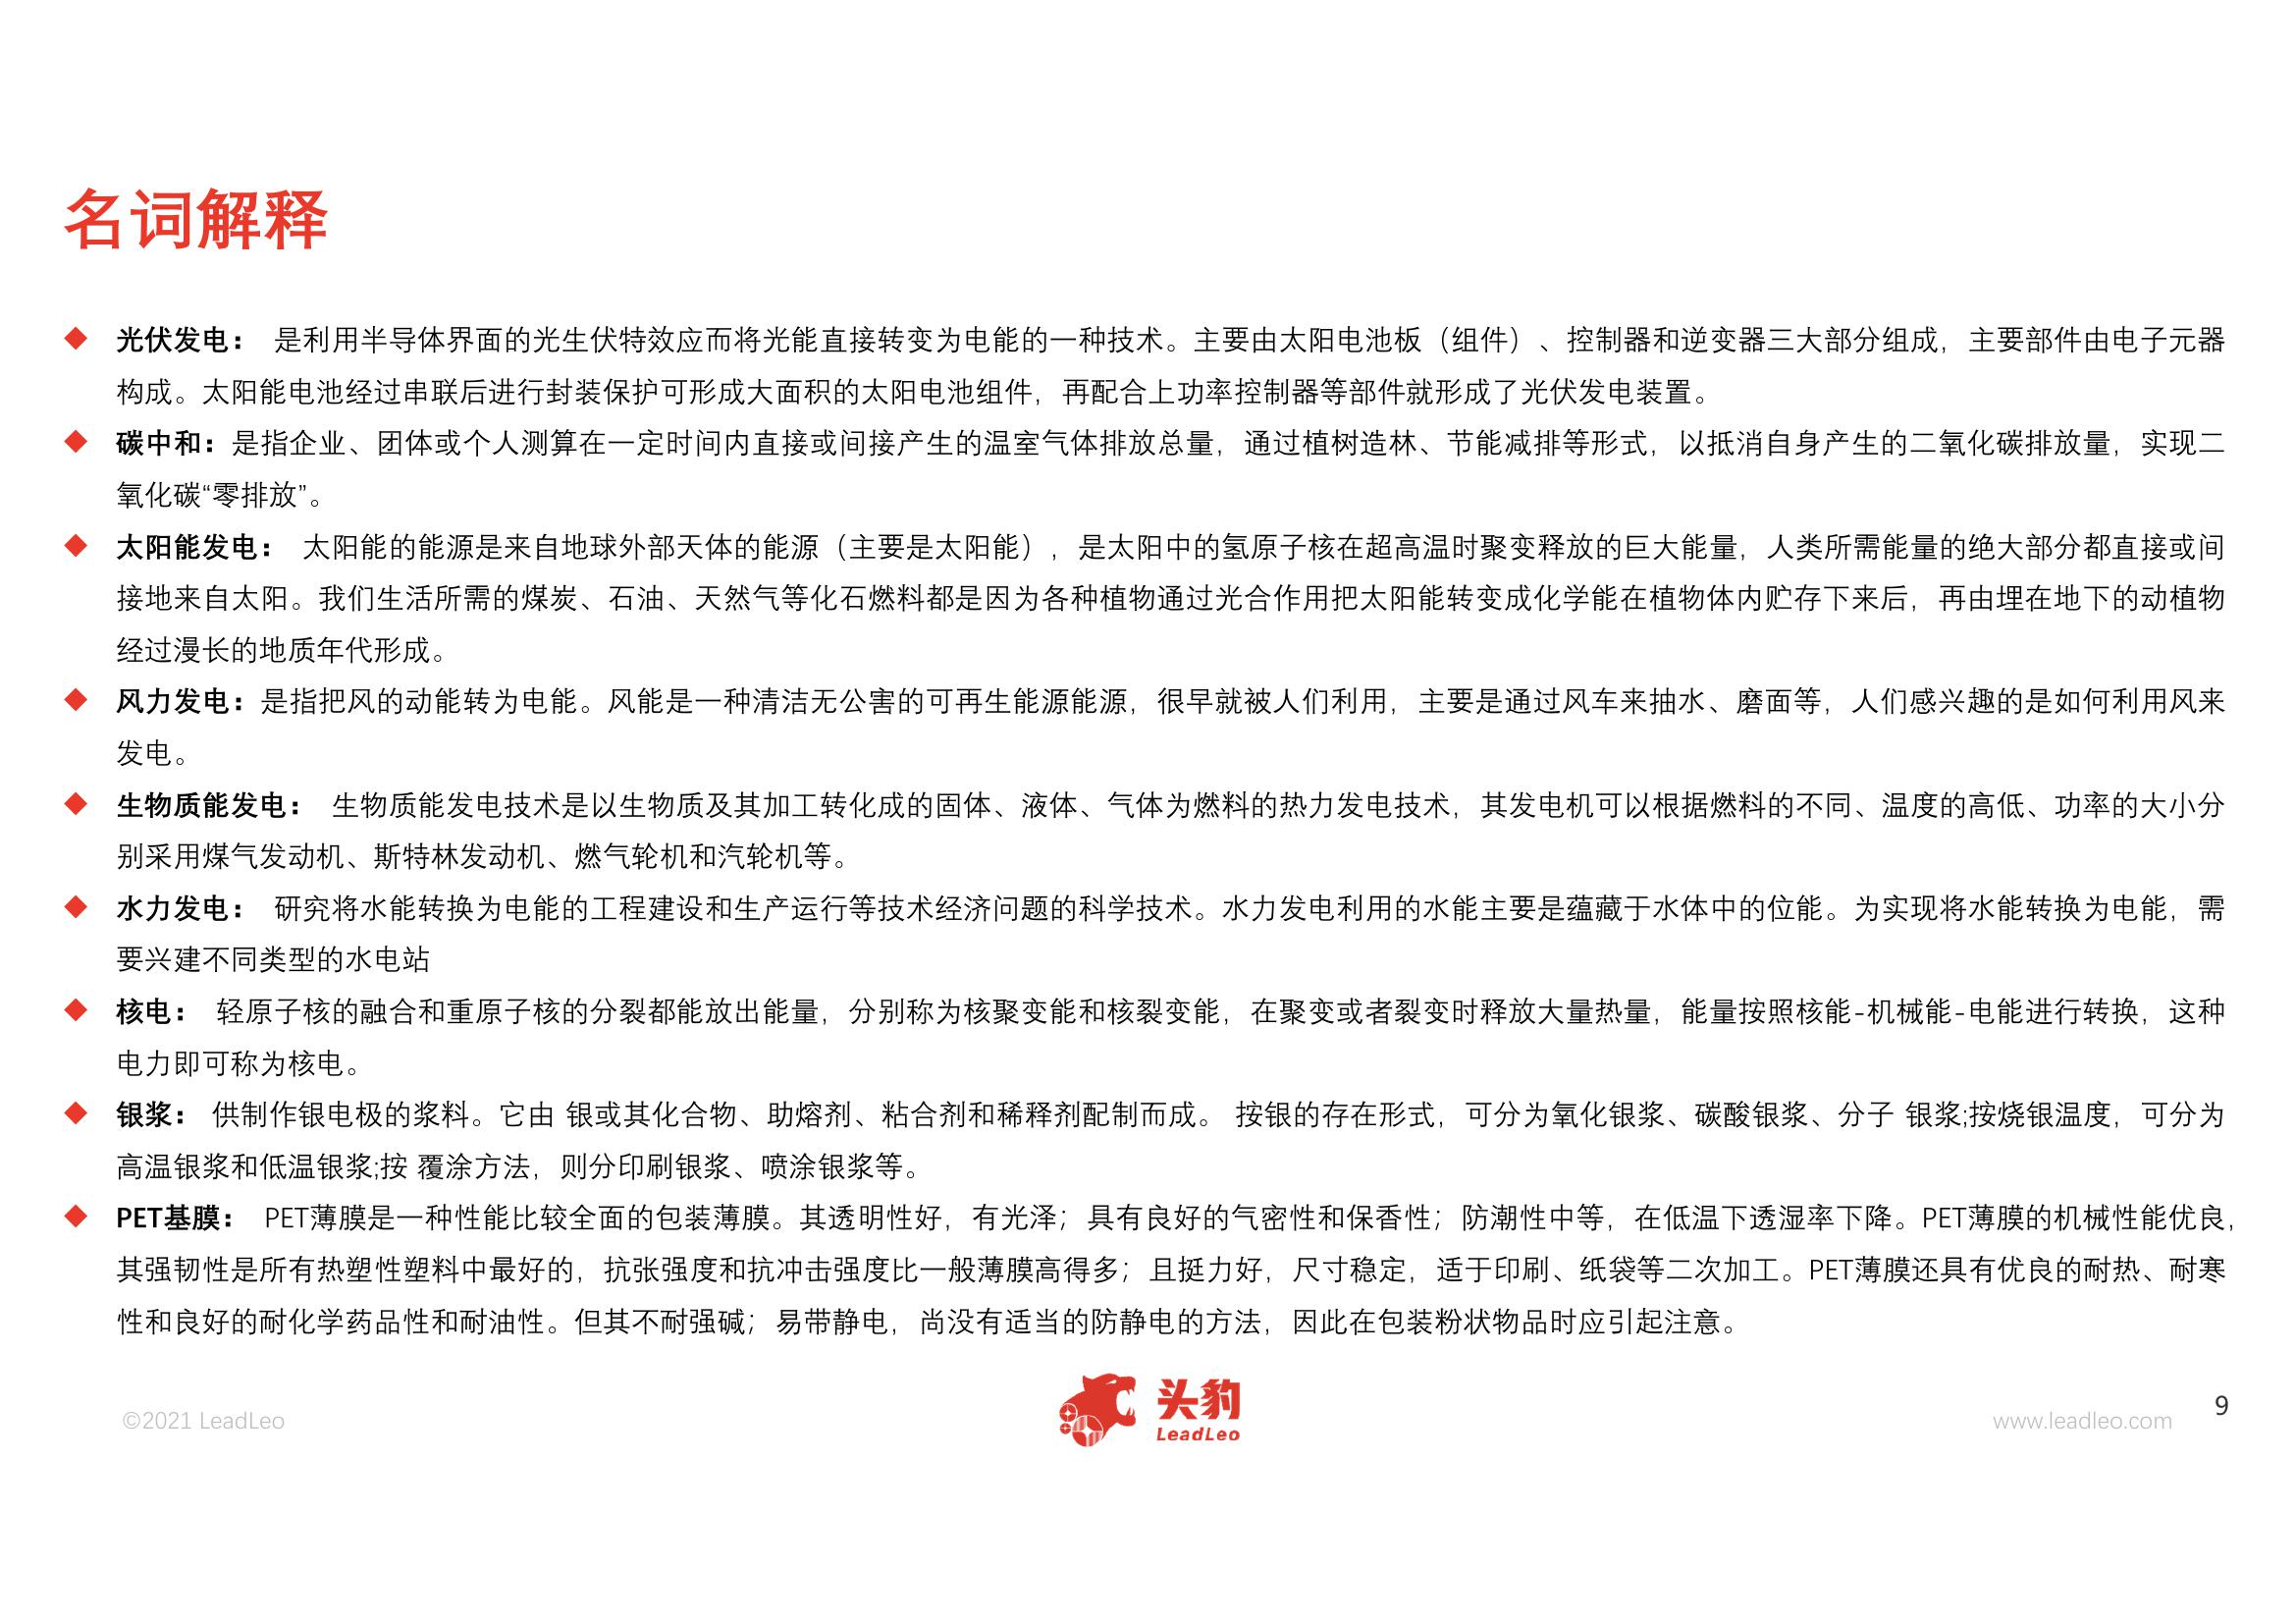 名词解释
光伏发电： 是利用半导体界面的光生伏特效应而将光能直接转变为电能的一种技术。主要由太阳电池板（组件）、控制器和逆变器三大部分组成，主要部件由电子元器
构成。太阳能电池经过串联后进行封装保护可形成大面积的太阳电池组件，再配合上功率控制器等部件就形成了光伏发电装置。
碳中和：是指企业、团体或个人测算在一定时间内直接或间接产生的温室气体排放总量，通过植树造林、节能减排等形式，以抵消自身产生的二氧化碳排放量，实现二
氧化碳“零排放”。
太阳能发电： 太阳能的能源是来自地球外部天体的能源（主要是太阳能），是太阳中的氢原子核在超高温时聚变释放的巨大能量，人类所需能量的绝大部分都直接或间
接地来自太阳。我们生活所需的煤炭、石油、天然气等化石燃料都是因为各种植物通过光合作用把太阳能转变成化学能在植物体内贮存下来后，再由埋在地下的动植物
经过漫长的地质年代形成。
风力发电：是指把风的动能转为电能。风能是一种清洁无公害的可再生能源能源，很早就被人们利用，主要是通过风车来抽水、磨面等，人们感兴趣的是如何利用风来
发电。
生物质能发电： 生物质能发电技术是以生物质及其加工转化成的固体、液体、气体为燃料的热力发电技术，其发电机可以根据燃料的不同、温度的高低、功率的大小分
别采用煤气发动机、斯特林发动机、燃气轮机和汽轮机等。
水力发电： 研究将水能转换为电能的工程建设和生产运行等技术经济问题的科学技术。水力发电利用的水能主要是蕴藏于水体中的位能。为实现将水能转换为电能，需
要兴建不同类型的水电站
核电： 轻原子核的融合和重原子核的分裂都能放出能量，分别称为核聚变能和核裂变能，在聚变或者裂变时释放大量热量，能量按照核能-机械能-电能进行转换，这种
电力即可称为核电。
银浆： 供制作银电极的浆料。它由 银或其化合物、助熔剂、粘合剂和稀释剂配制而成。 按银的存在形式，可分为氧化银浆、碳酸银浆、分子 银浆;按烧银温度，可分为
高温银浆和低温银浆;按 覆涂方法，则分印刷银浆、喷涂银浆等。
PET基膜： PET薄膜是一种性能比较全面的包装薄膜。其透明性好，有光泽；具有良好的气密性和保香性；防潮性中等，在低温下透湿率下降。PET薄膜的机械性能优良，
其强韧性是所有热塑性塑料中最好的，抗张强度和抗冲击强度比一般薄膜高得多；且挺力好，尺寸稳定，适于印刷、纸袋等二次加工。PET薄膜还具有优良的耐热、耐寒
性和良好的耐化学药品性和耐油性。但其不耐强碱；易带静电，尚没有适当的防静电的方法，因此在包装粉状物品时应引起注意。
©2021 LeadLeo
头豹
LeadLeo
www.leadleo.com
9